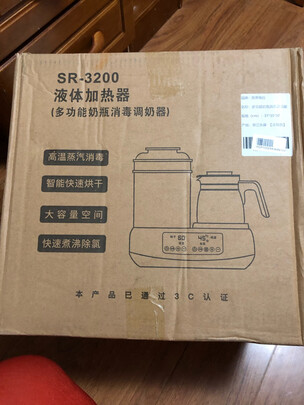 SR-3200
液体加热器
(多功能奶瓶消毒调奶器)
高温蒸汽消毒
智能快速烘干
大容量空间
快速煮沸除氯
本产品已通过3C认证